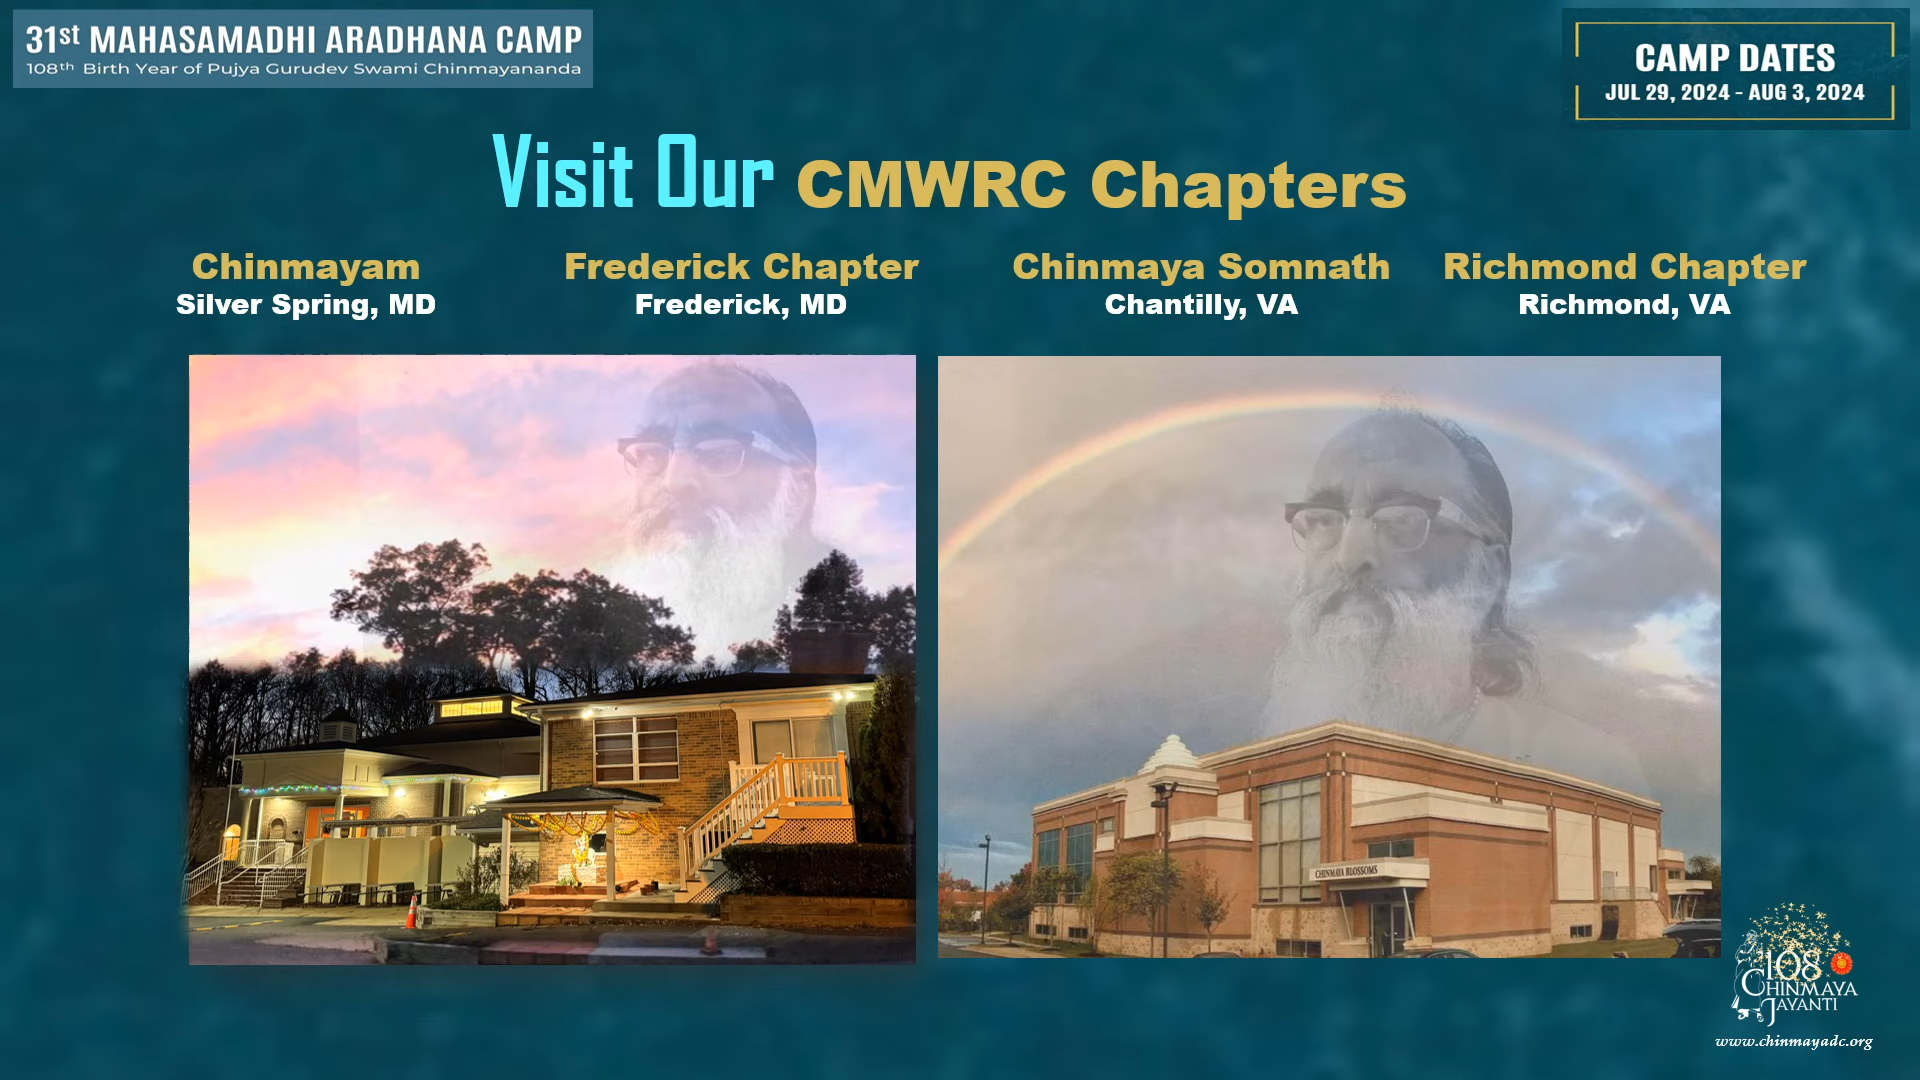 31st MAHASAMADHI ARADHANA CAMP
108th Birth Year of Pujya Gurudev Swami Chinmayananda
CAMP DATES
JUL 29, 2024 - AUG 3, 2024
Visit Our CMWRC Chapters
Chinmayam
Silver Spring, MD
Frederick Chapter
Frederick, MD
Chinmaya Somnath
Chantilly, VA
Richmond Chapter
Richmond, VA
CHINMAYA BLOSSOMS
108
CHINMAYA
JAYANTI
www.chinmayadc.org